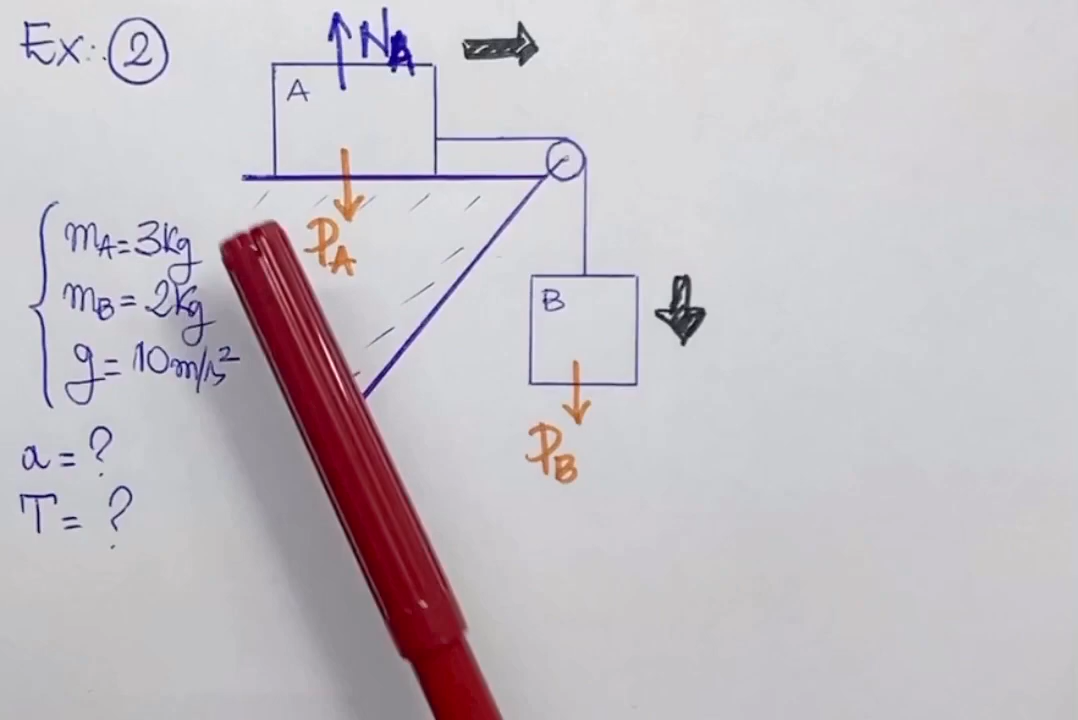 Ex: 2
N_A
A
P_A
m_A = 3kg
m_B = 2kg
g = 10m/s²
B
P_B
a = ?
T = ?